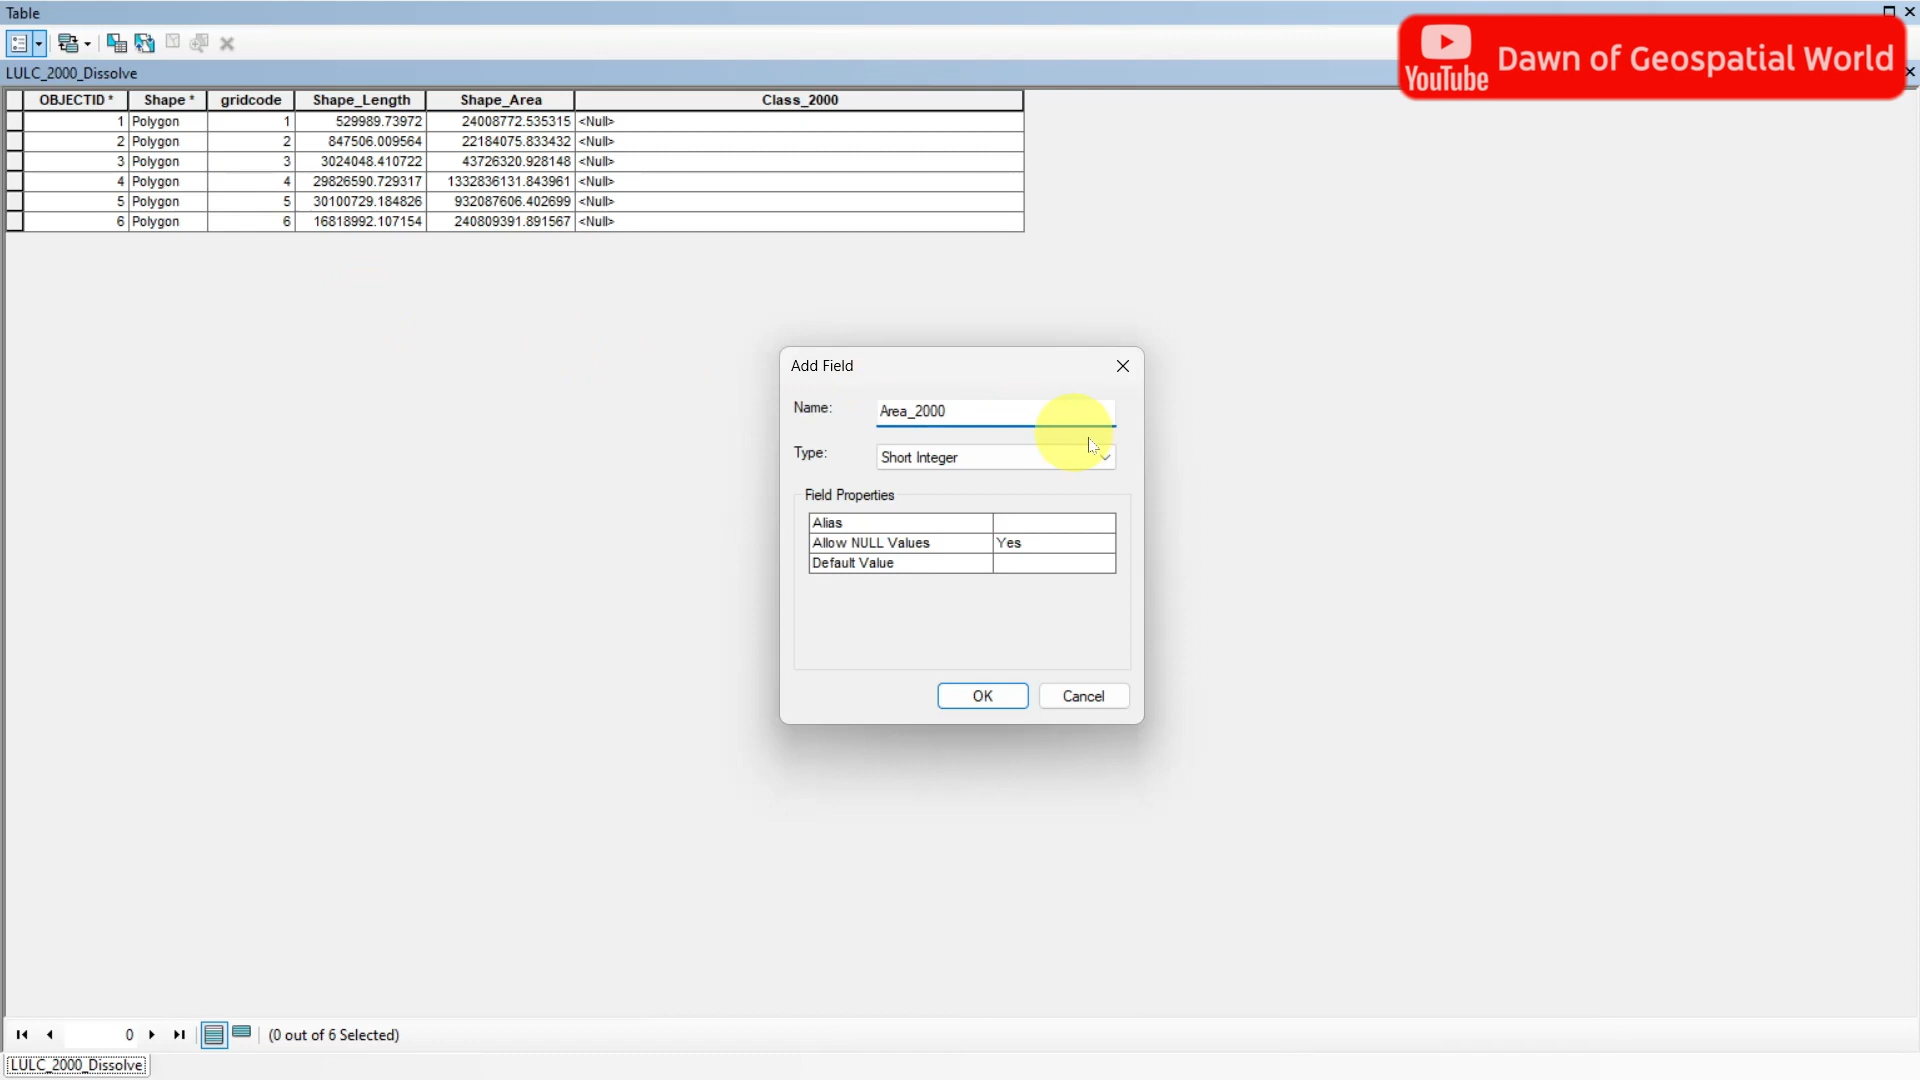 Table
YouTube Dawn of Geospatial World
LULC_2000_Dissolve
OBJECTID * Shape * gridcode Shape_Length Shape_Area Class_2000
1 Polygon 1 529989.73972 24008772.535315 <Null>
2 Polygon 2 847506.009564 22184075.833432 <Null>
3 Polygon 3 3024048.410722 43726320.928148 <Null>
4 Polygon 4 29826590.729317 1332836131.843961 <Null>
5 Polygon 5 30100729.184826 932087606.402699 <Null>
6 Polygon 6 16818992.107154 240809391.891567 <Null>
Add Field
Name: Area_2000
Type: Short Integer
Field Properties
Alias
Allow NULL Values Yes
Default Value
OK Cancel
0 (0 out of 6 Selected)
LULC_2000_Dissolve